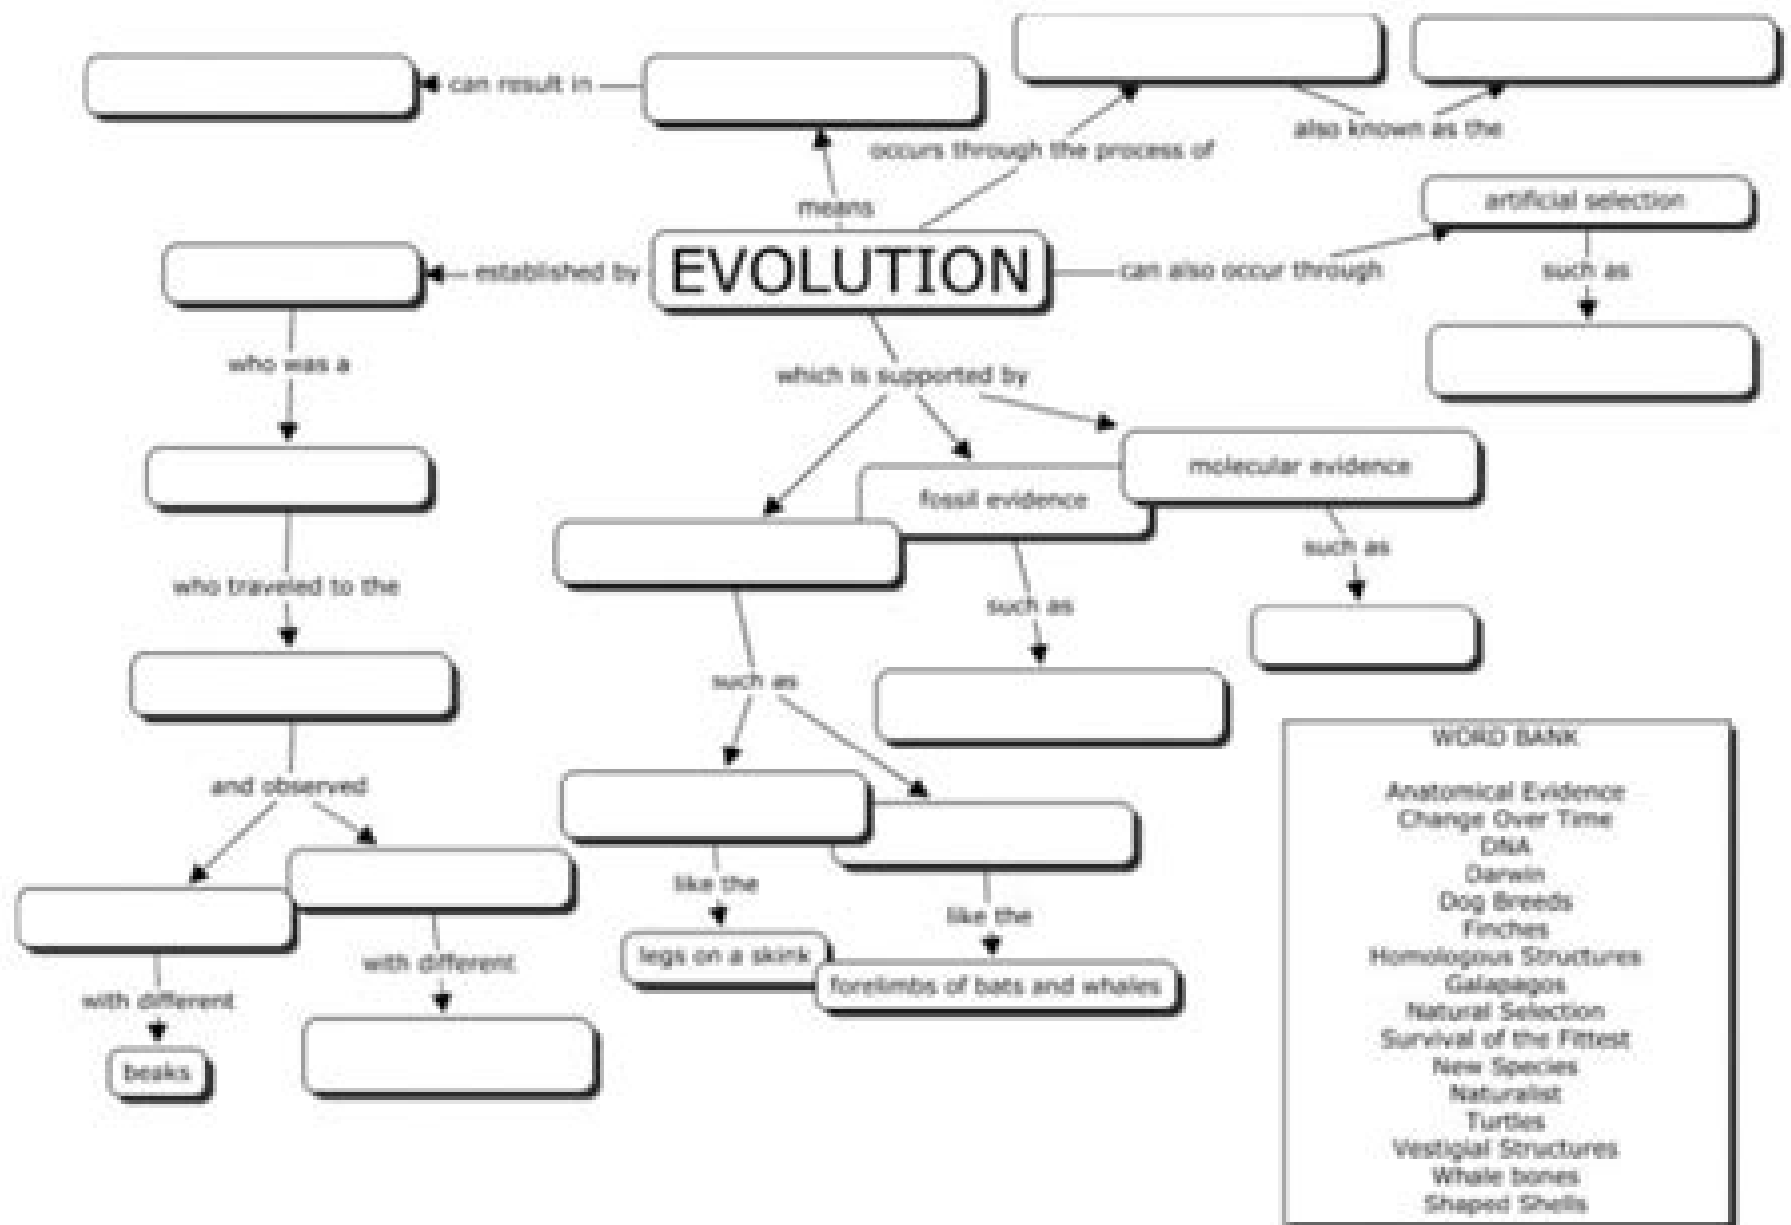 can result in
also known as the
occurs through the process of
means
artificial selection
EVOLUTION
established by
can also occur through
such as
who was a
which is supported by
molecular evidence
fossil evidence
such as
who traveled to the
such as
such as
WORD BANK
Anatomical Evidence
Change Over Time
DNA
Darwin
Dog Breeds
Finches
Homologous Structures
Galapagos
Natural Selection
Survival of the Fittest
New Species
Naturalist
Turtles
Vestigial Structures
Whale bones
Shaped Shells
and observed
like the
like the
legs on a skink
with different
forelimbs of bats and whales
with different
beaks